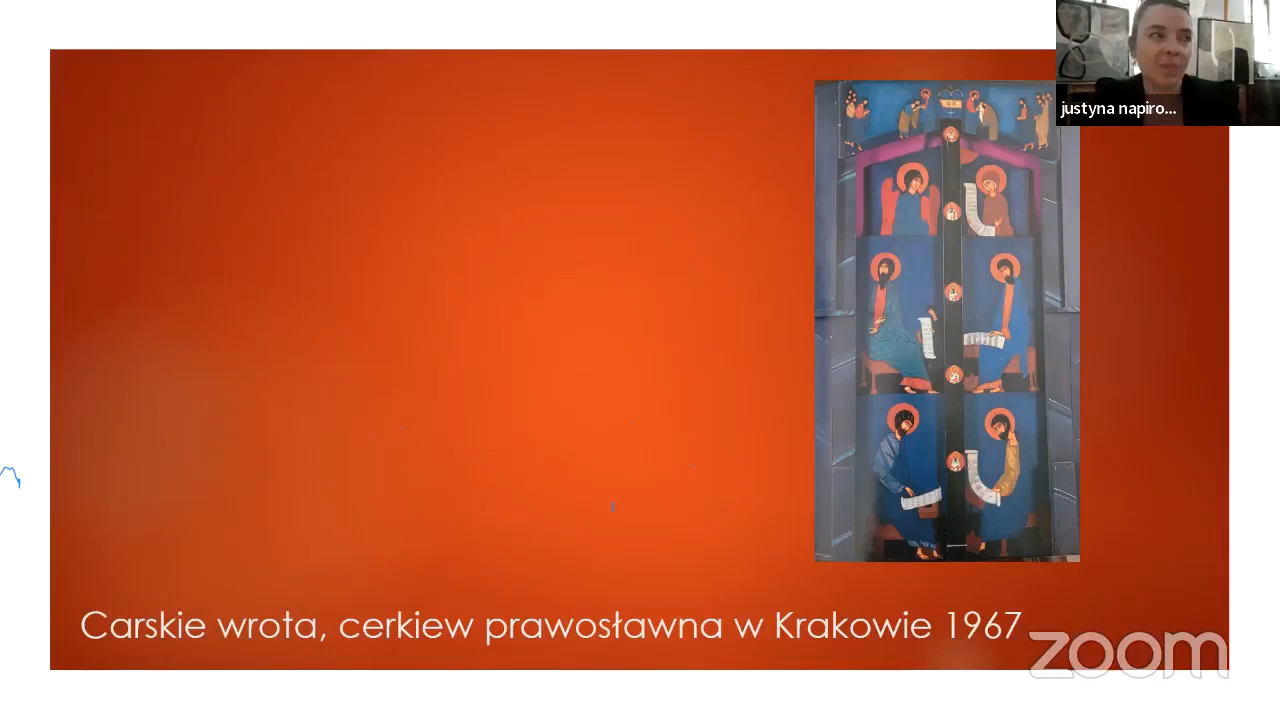 justyna napiro...
Carskie wrota, cerkiew prawosławna w Krakowie 1967
zoom